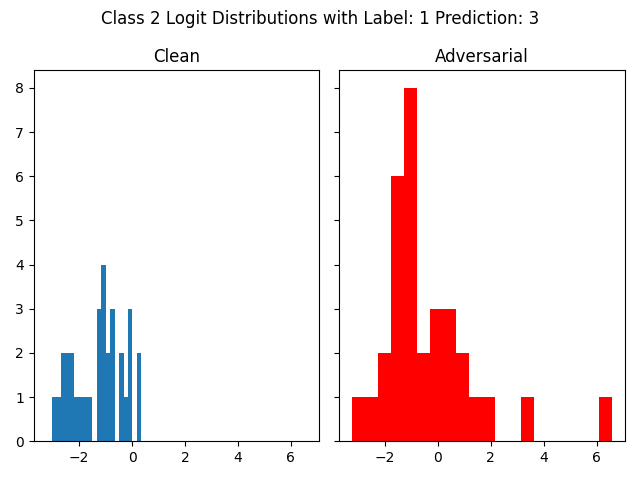 Class 2 Logit Distributions with Label: 1 Prediction: 3
Clean
Adversarial
8
7
6
5
4
3
2
1
0
−2 0 2 4 6
−2 0 2 4 6